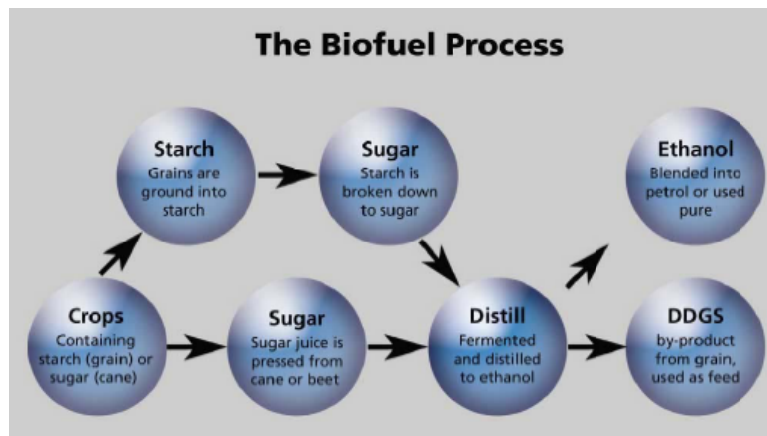 The Biofuel Process
Starch
Grains are
ground into
starch
Sugar
Starch is
broken down
to sugar
Ethanol
Blended into
petrol or used
pure
Crops
Containing
starch (grain) or
sugar (cane)
Sugar
Sugar juice is
pressed from
cane or beet
Distill
Fermented
and distilled
to ethanol
DDGS
by-product
from grain,
used as feed